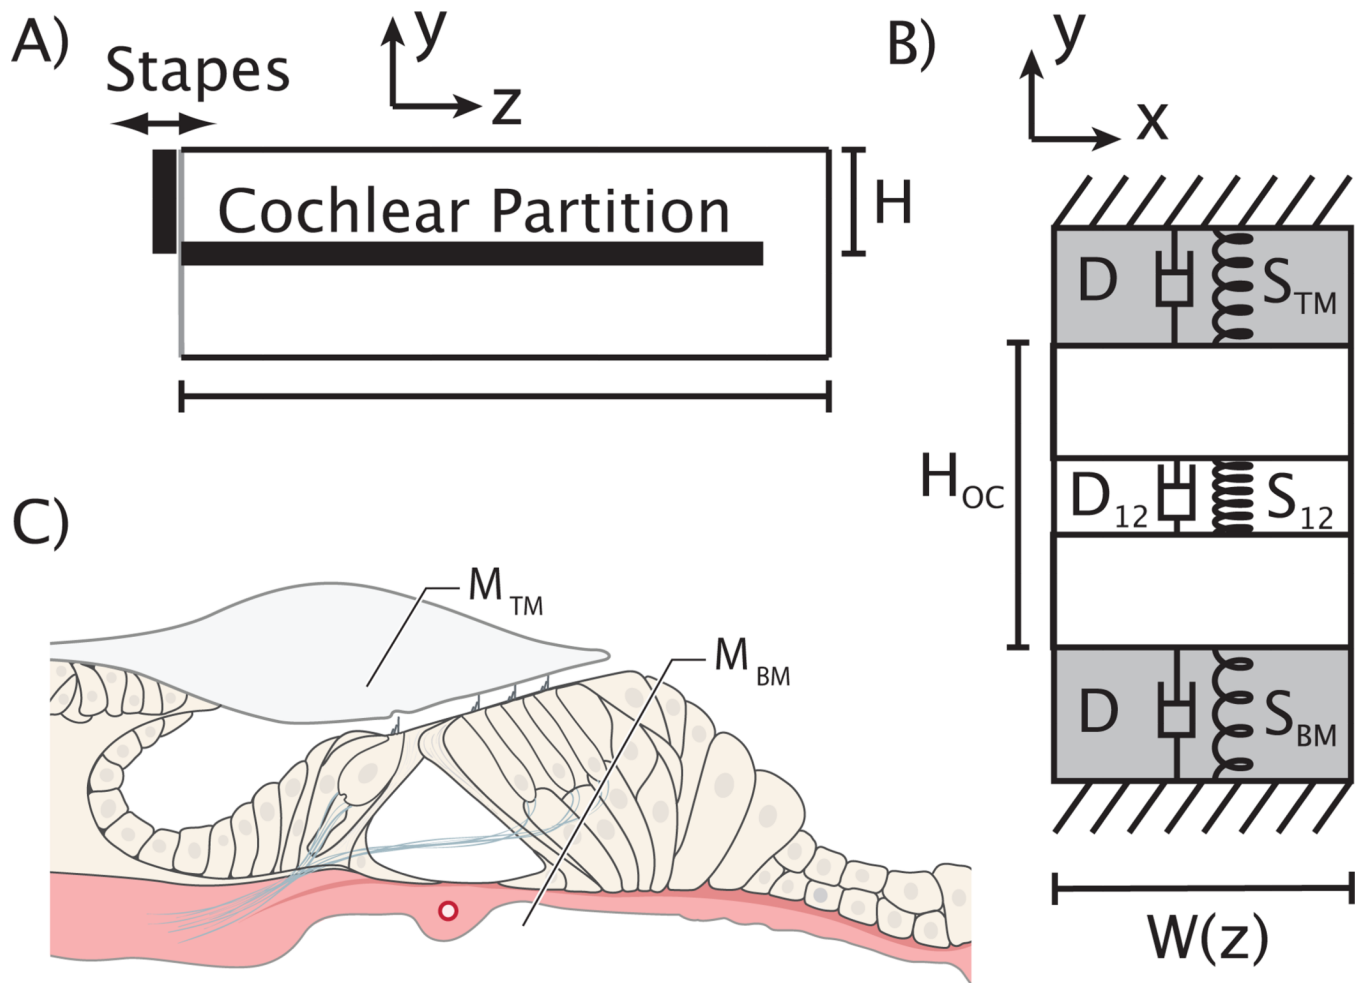 A)
y
z
Stapes
Cochlear Partition
H
B)
y
x
D
S_TM
H_OC
D_12
S_12
D
S_BM
W(z)
C)
M_TM
M_BM